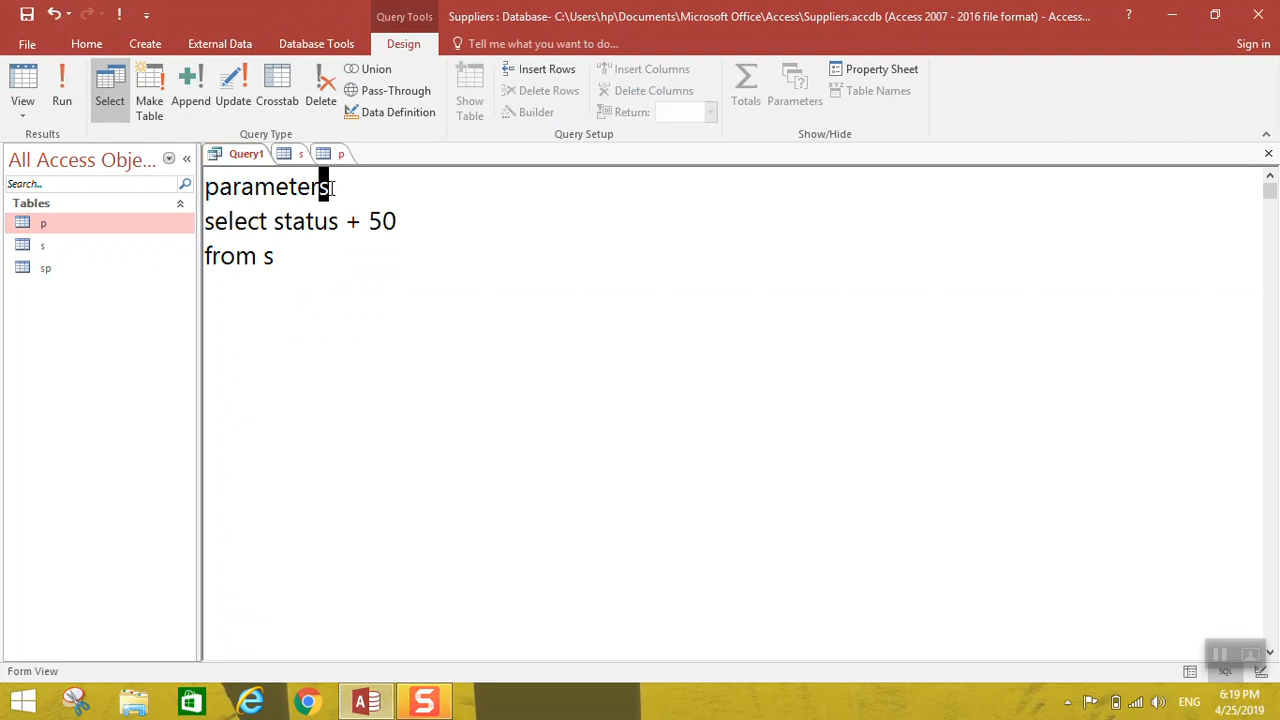 Query Tools
Suppliers : Database- C:\Users\hp\Documents\Microsoft Office\Access\Suppliers.accdb (Access 2007 - 2016 file format) - Access...
?
File
Home
Create
External Data
Database Tools
Design
Tell me what you want to do...
Sign in
View
Run
Select
Make Table
Append
Update
Crosstab
Delete
Union
Pass-Through
Data Definition
Show Table
Insert Rows
Delete Rows
Builder
Insert Columns
Delete Columns
Return:
Totals
Parameters
Property Sheet
Table Names
Results
Query Type
Query Setup
Show/Hide
All Access Obje...
Search...
Tables
p
s
sp
Query1
s
p
parameters
select status + 50
from s
Form View
SQL
S
ENG
6:19 PM
4/25/2019